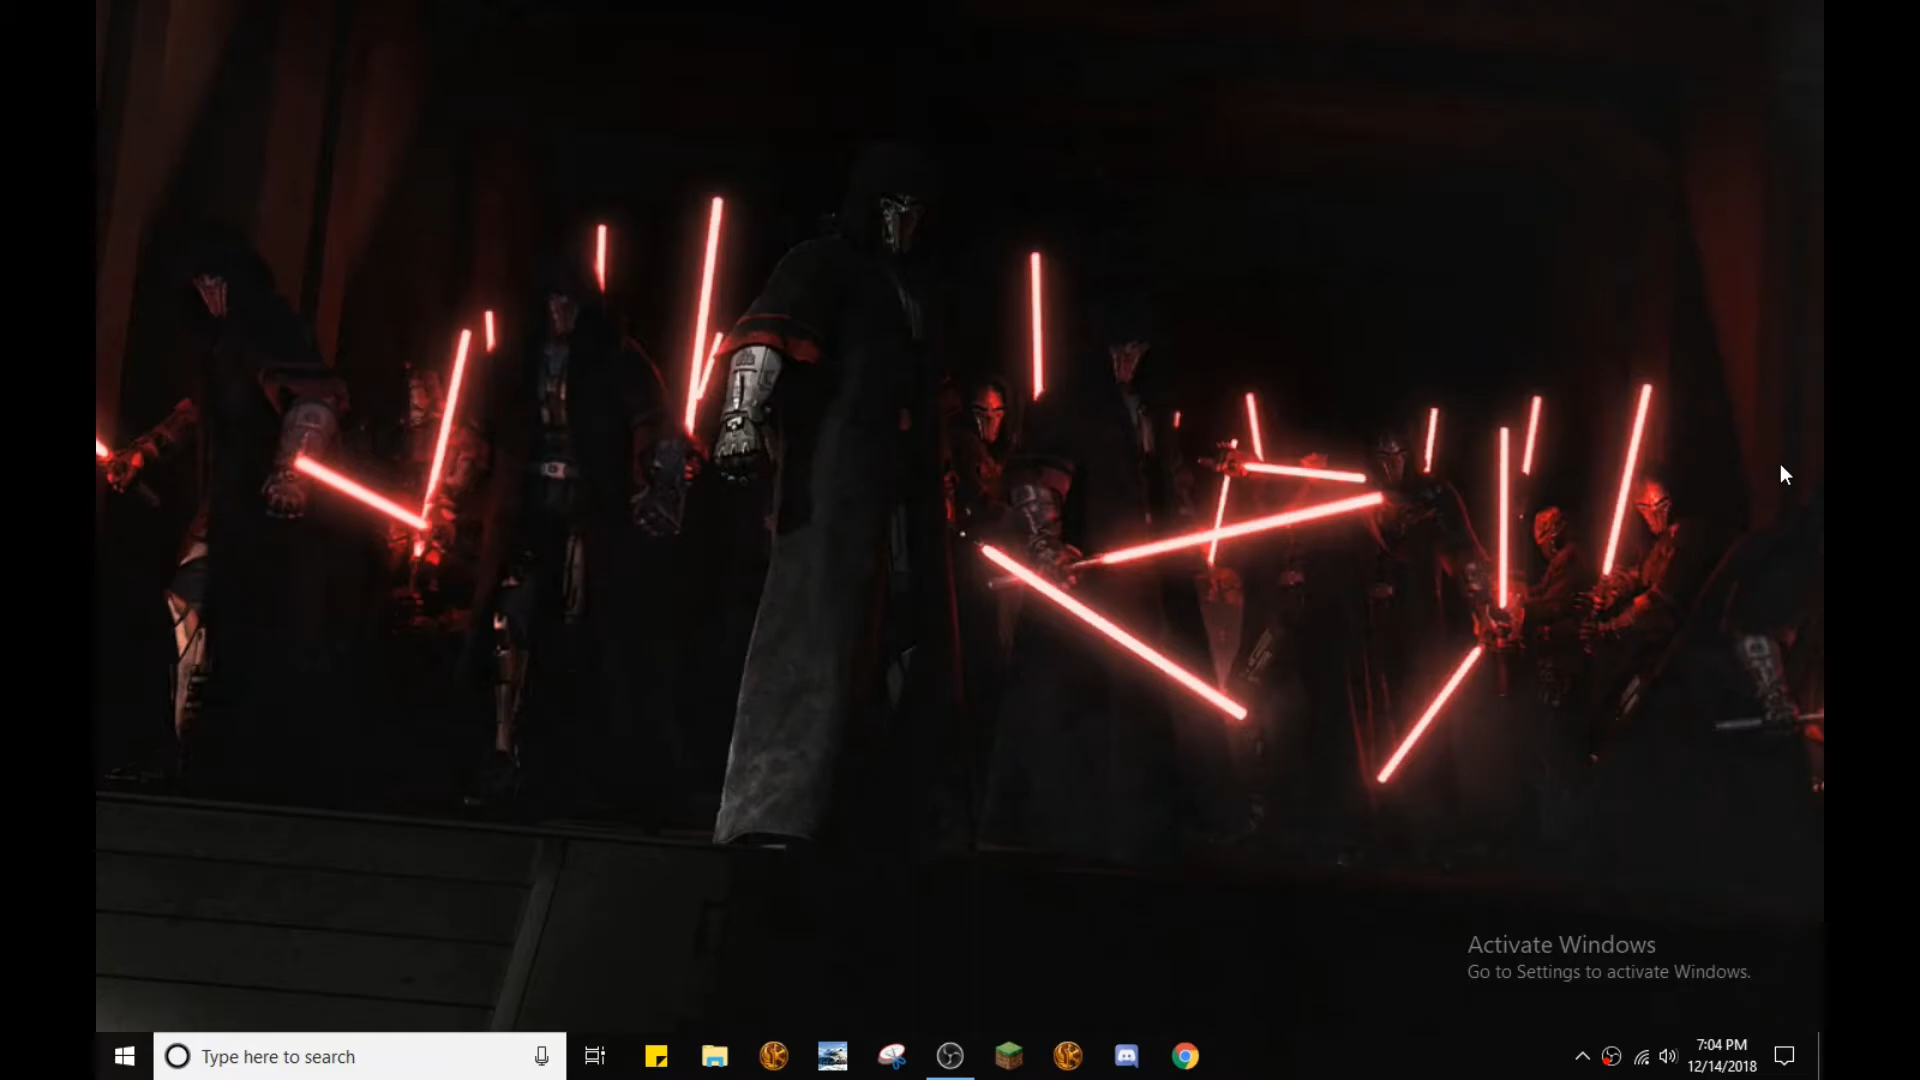 Activate Windows
Go to Settings to activate Windows.
Type here to search
7:04 PM
12/14/2018